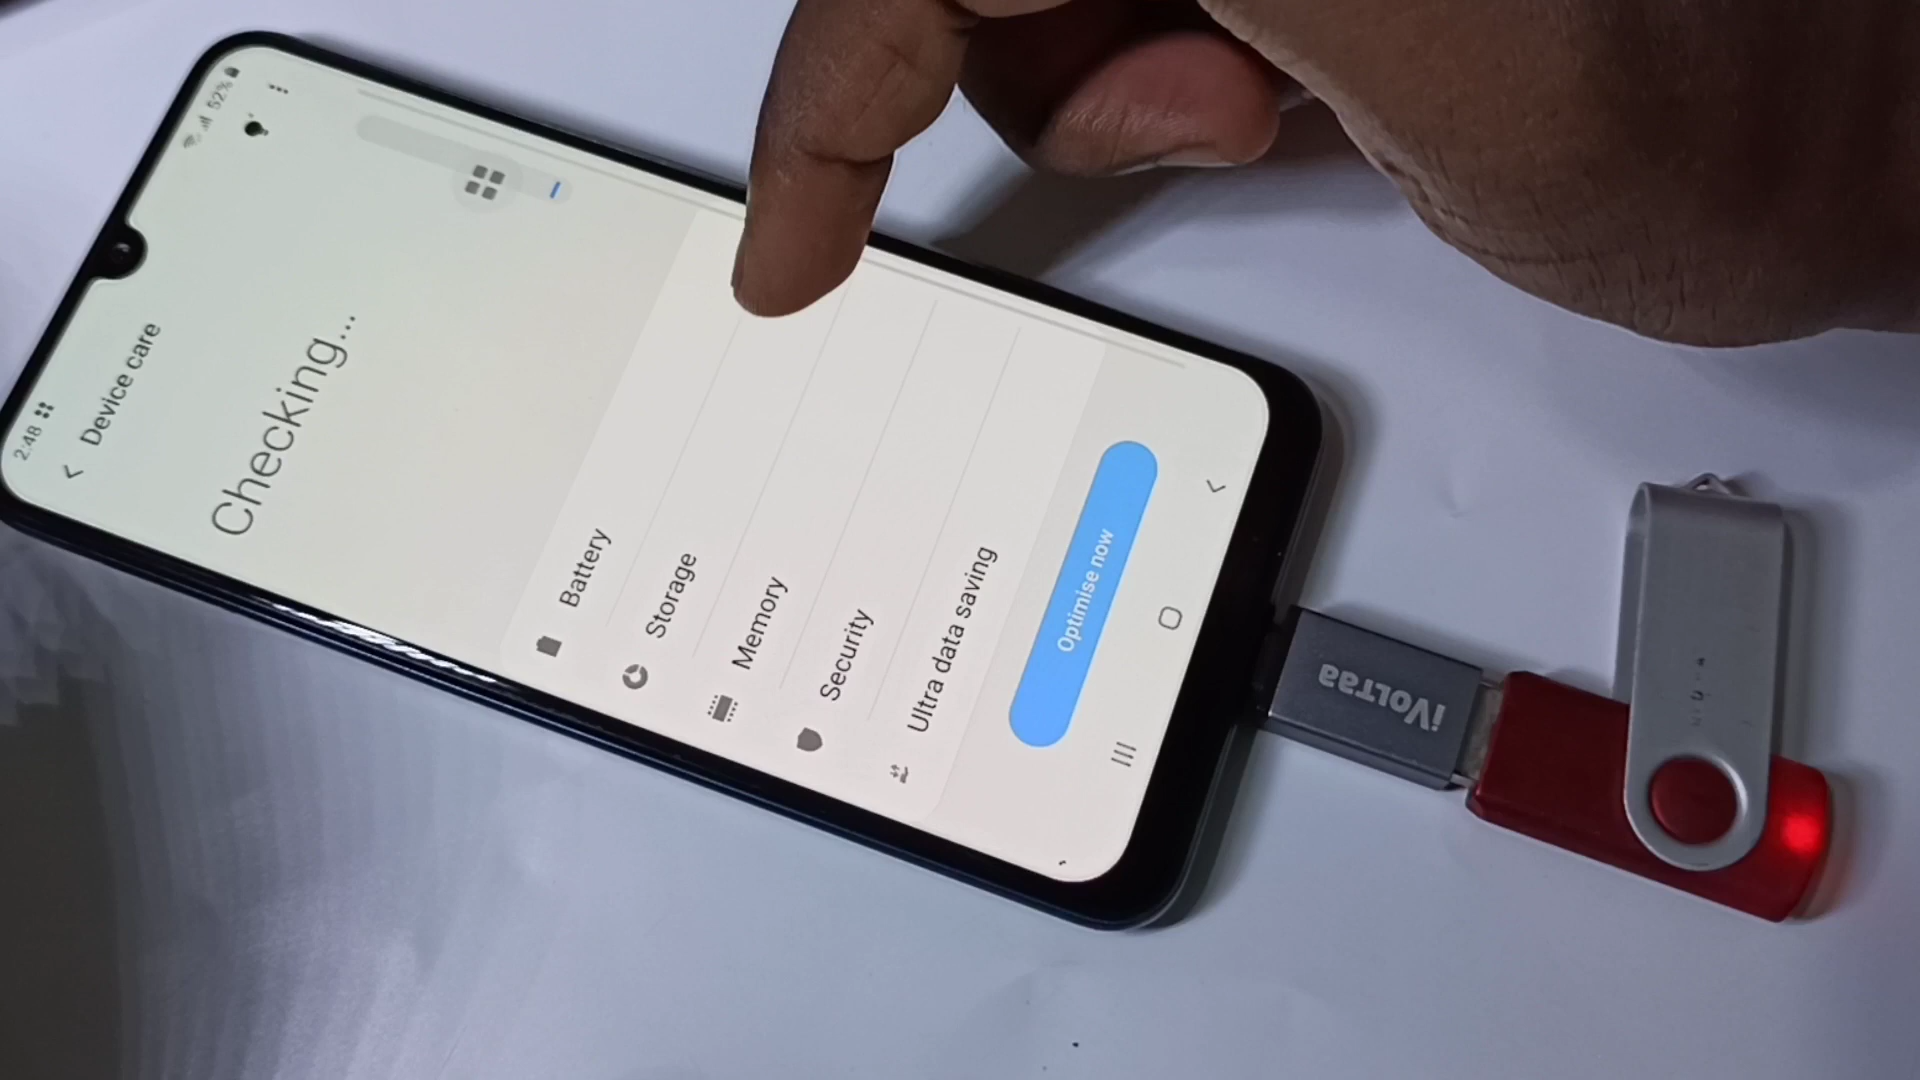 2:48
52%
Device care
Checking...
Battery
Storage
Memory
Security
Ultra data saving
Optimise now
iVOLTAA